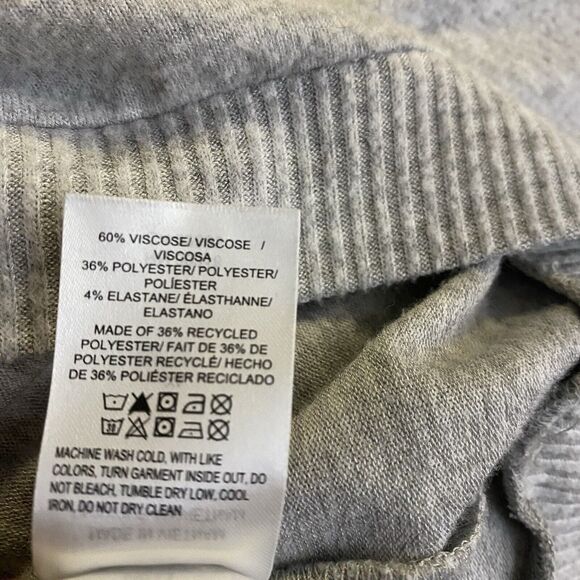 60% VISCOSE/ VISCOSE /
VISCOSA
36% POLYESTER/ POLYESTER/
POLÍESTER
4% ELASTANE/ ÉLASTHANNE/
ELASTANO
MADE OF 36% RECYCLED
POLYESTER/ FAIT DE 36% DE
POLYESTER RECYCLÉ/ HECHO
DE 36% POLIÉSTER RECICLADO
30
MACHINE WASH COLD, WITH LIKE
COLORS, TURN GARMENT INSIDE OUT, DO
NOT BLEACH, TUMBLE DRY LOW, COOL
IRON, DO NOT DRY CLEAN